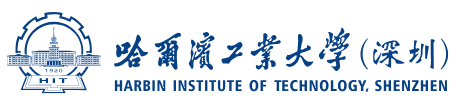 1920
HIT
哈爾濱工業大學(深圳)
HARBIN INSTITUTE OF TECHNOLOGY, SHENZHEN